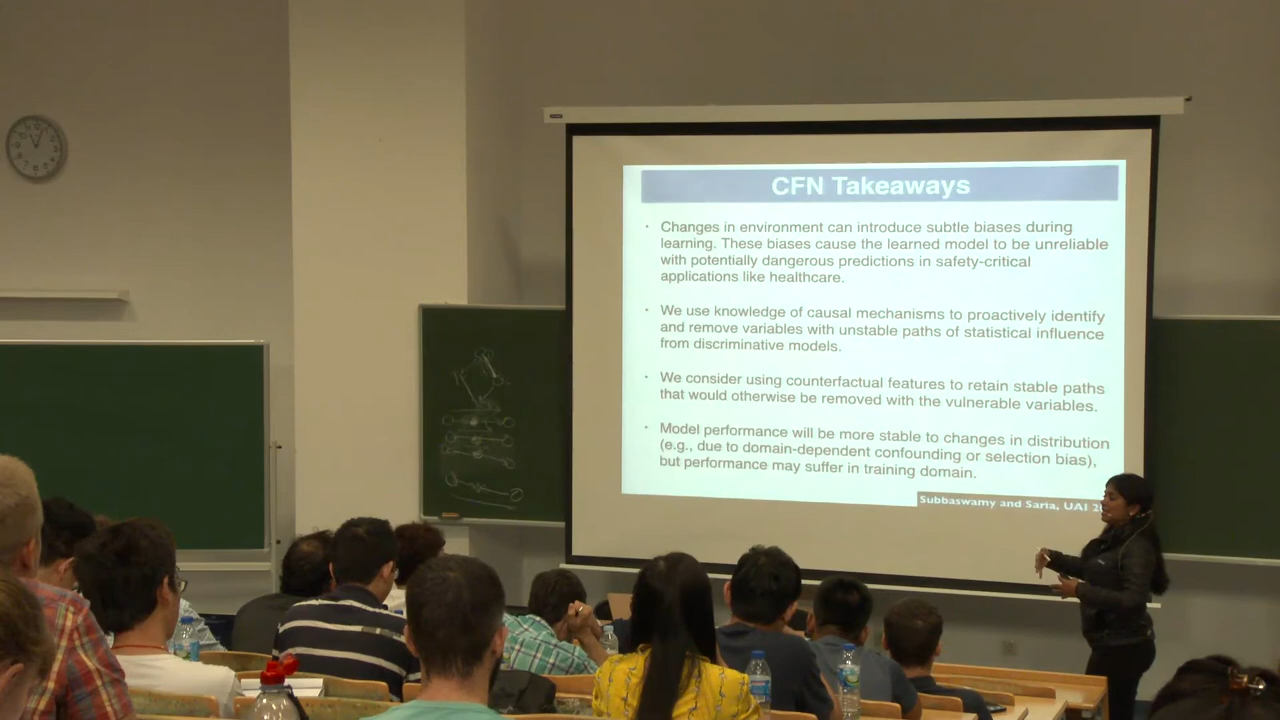 CFN Takeaways
· Changes in environment can introduce subtle biases during
learning. These biases cause the learned model to be unreliable
with potentially dangerous predictions in safety-critical
applications like healthcare.
· We use knowledge of causal mechanisms to proactively identify
and remove variables with unstable paths of statistical influence
from discriminative models.
· We consider using counterfactual features to retain stable paths
that would otherwise be removed with the vulnerable variables.
· Model performance will be more stable to changes in distribution
(e.g., due to domain-dependent confounding or selection bias),
but performance may suffer in training domain.
Subbaswamy and Saria, UAI